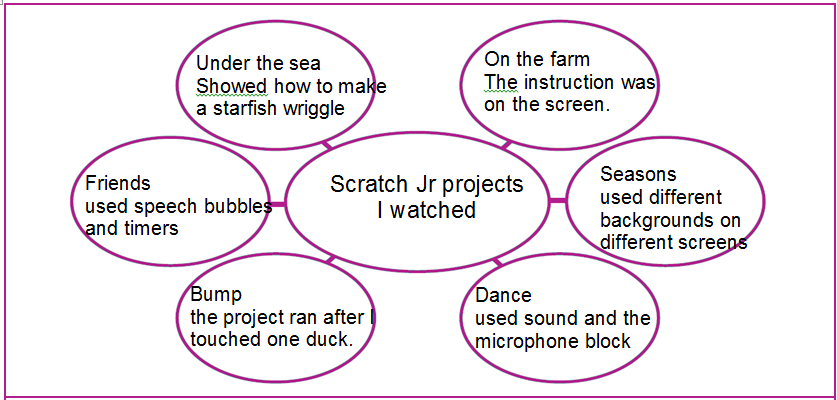 Under the sea
Showed how to make
a starfish wriggle
On the farm
The instruction was
on the screen.
Friends
used speech bubbles
and timers
Scratch Jr projects
I watched
Seasons
used different
backgrounds on
different screens
Bump
the project ran after I
touched one duck.
Dance
used sound and the
microphone block